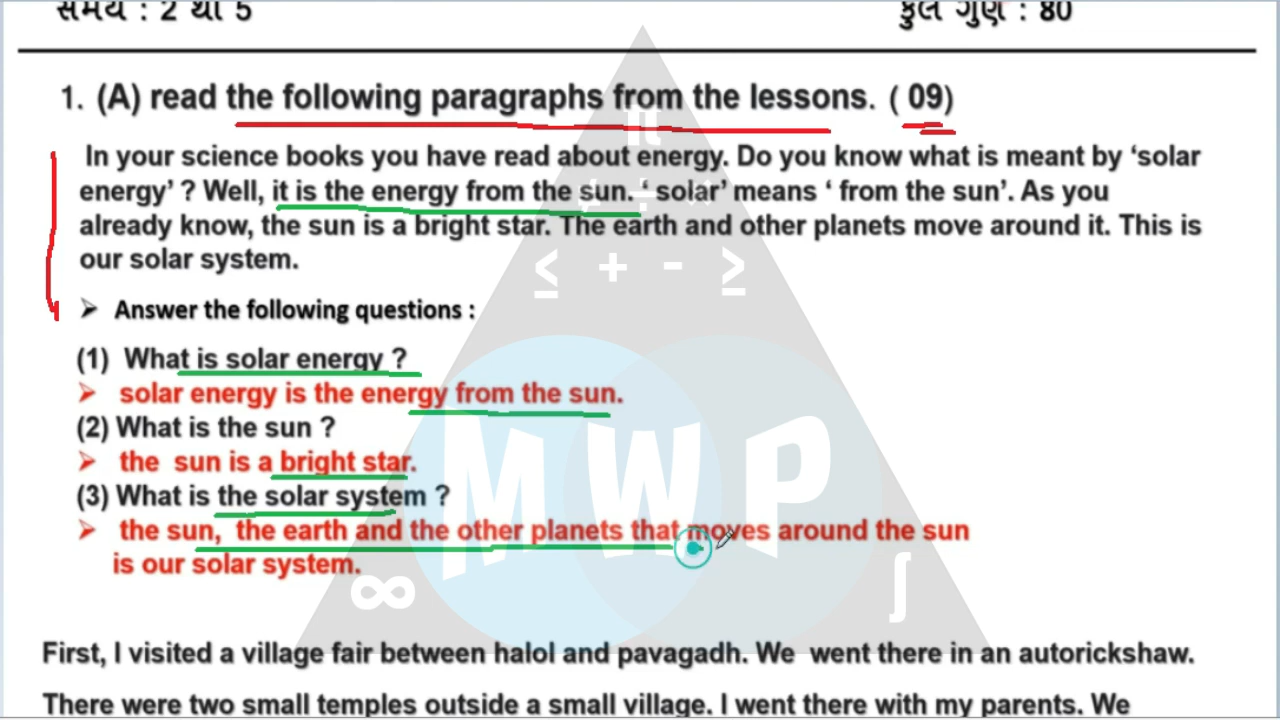 સમય : 2 થી 5 કુલ ગુણ : 80
1. (A) read the following paragraphs from the lessons. ( 09)
In your science books you have read about energy. Do you know what is meant by ‘solar
energy’ ? Well, it is the energy from the sun. ‘ solar’ means ‘ from the sun’. As you
already know, the sun is a bright star. The earth and other planets move around it. This is
our solar system.
➢ Answer the following questions :
(1) What is solar energy ?
➢ solar energy is the energy from the sun.
(2) What is the sun ?
➢ the sun is a bright star.
(3) What is the solar system ?
➢ the sun, the earth and the other planets that moves around the sun
is our solar system.
First, I visited a village fair between halol and pavagadh. We went there in an autorickshaw.
There were two small temples outside a small village. I went there with my parents. We
π
≠ ÷ ×
≤ + - ≥
MWP
∞ ∫